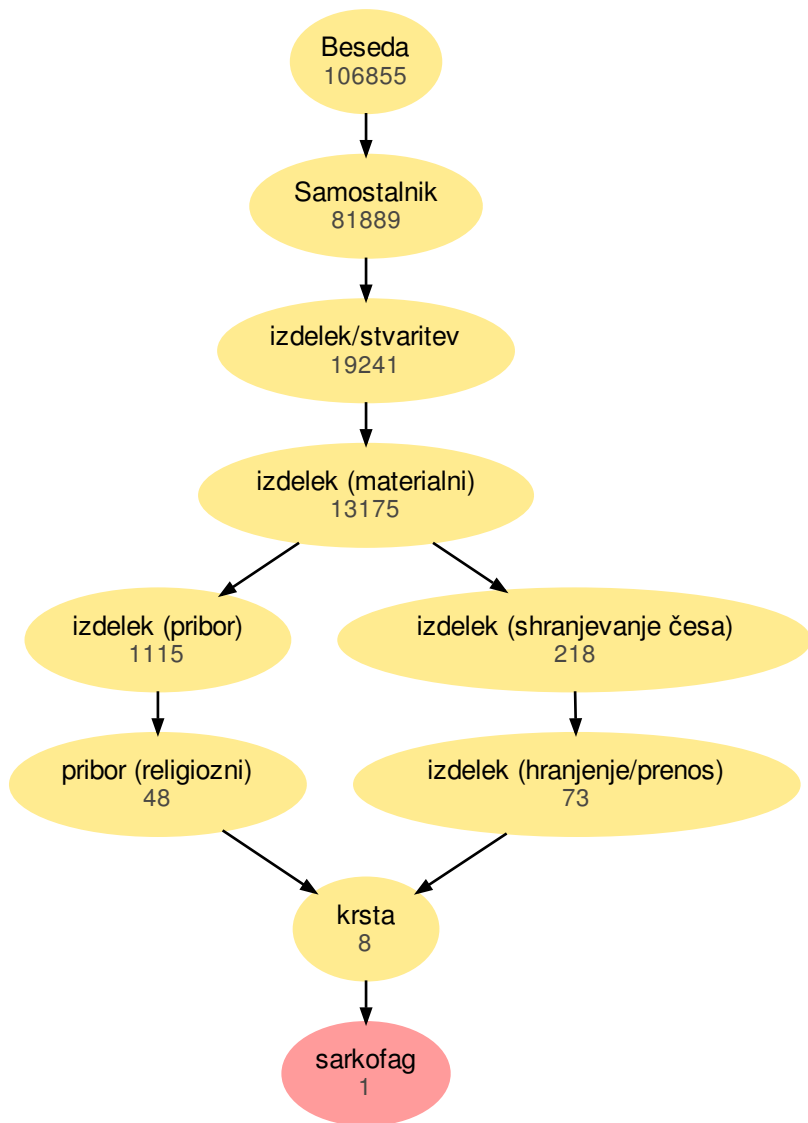 Beseda
106855
Samostalnik
81889
izdelek/stvaritev
19241
izdelek (materialni)
13175
izdelek (pribor)
1115
izdelek (shranjevanje česa)
218
pribor (religiozni)
48
izdelek (hranjenje/prenos)
73
krsta
8
sarkofag
1